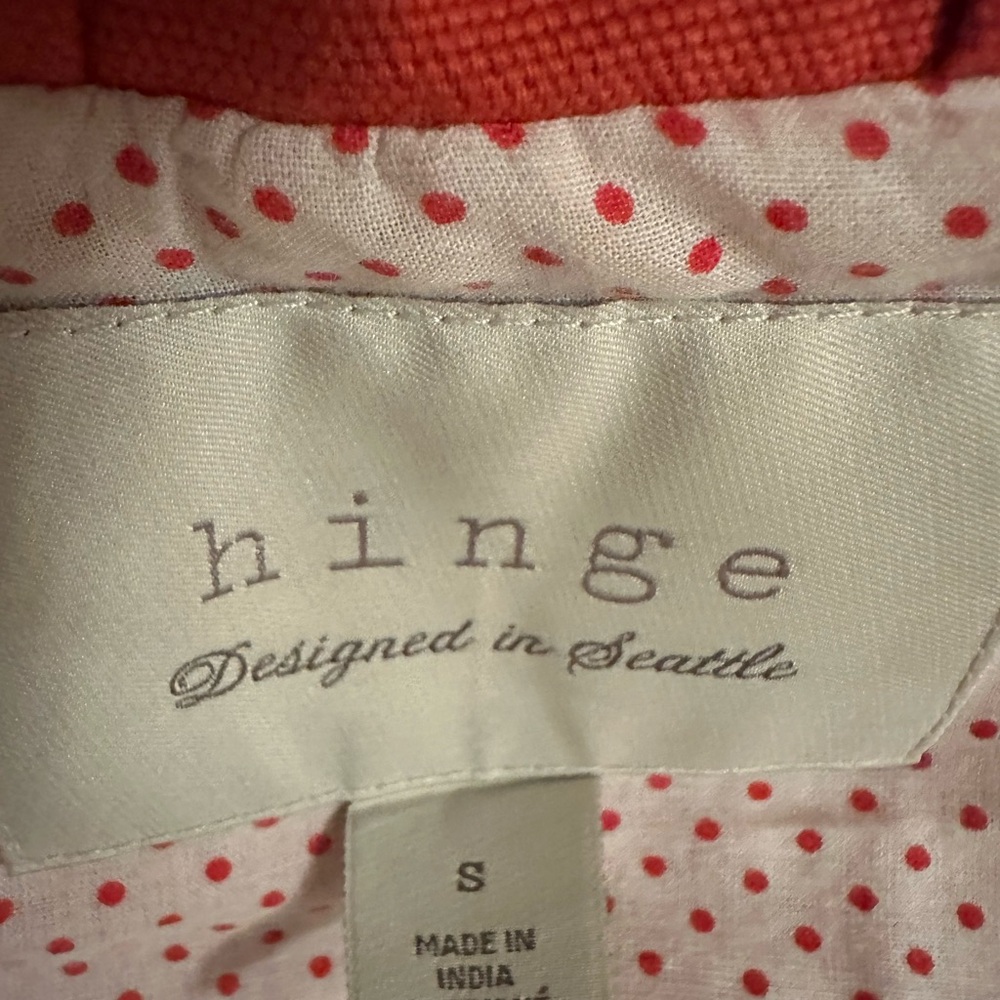 hinge
Designed in Seattle
S
MADE IN
INDIA